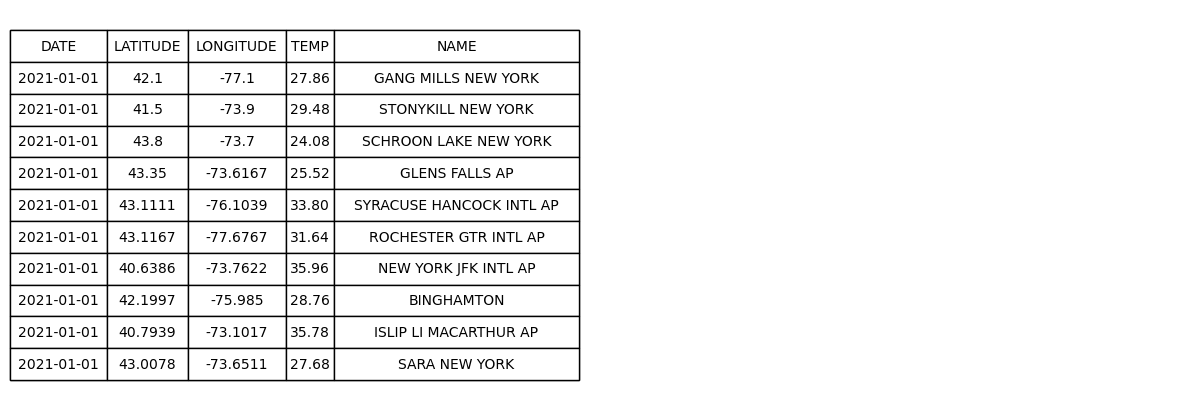 DATE LATITUDE LONGITUDE TEMP NAME
2021-01-01 42.1 -77.1 27.86 GANG MILLS NEW YORK
2021-01-01 41.5 -73.9 29.48 STONYKILL NEW YORK
2021-01-01 43.8 -73.7 24.08 SCHROON LAKE NEW YORK
2021-01-01 43.35 -73.6167 25.52 GLENS FALLS AP
2021-01-01 43.1111 -76.1039 33.80 SYRACUSE HANCOCK INTL AP
2021-01-01 43.1167 -77.6767 31.64 ROCHESTER GTR INTL AP
2021-01-01 40.6386 -73.7622 35.96 NEW YORK JFK INTL AP
2021-01-01 42.1997 -75.985 28.76 BINGHAMTON
2021-01-01 40.7939 -73.1017 35.78 ISLIP LI MACARTHUR AP
2021-01-01 43.0078 -73.6511 27.68 SARA NEW YORK